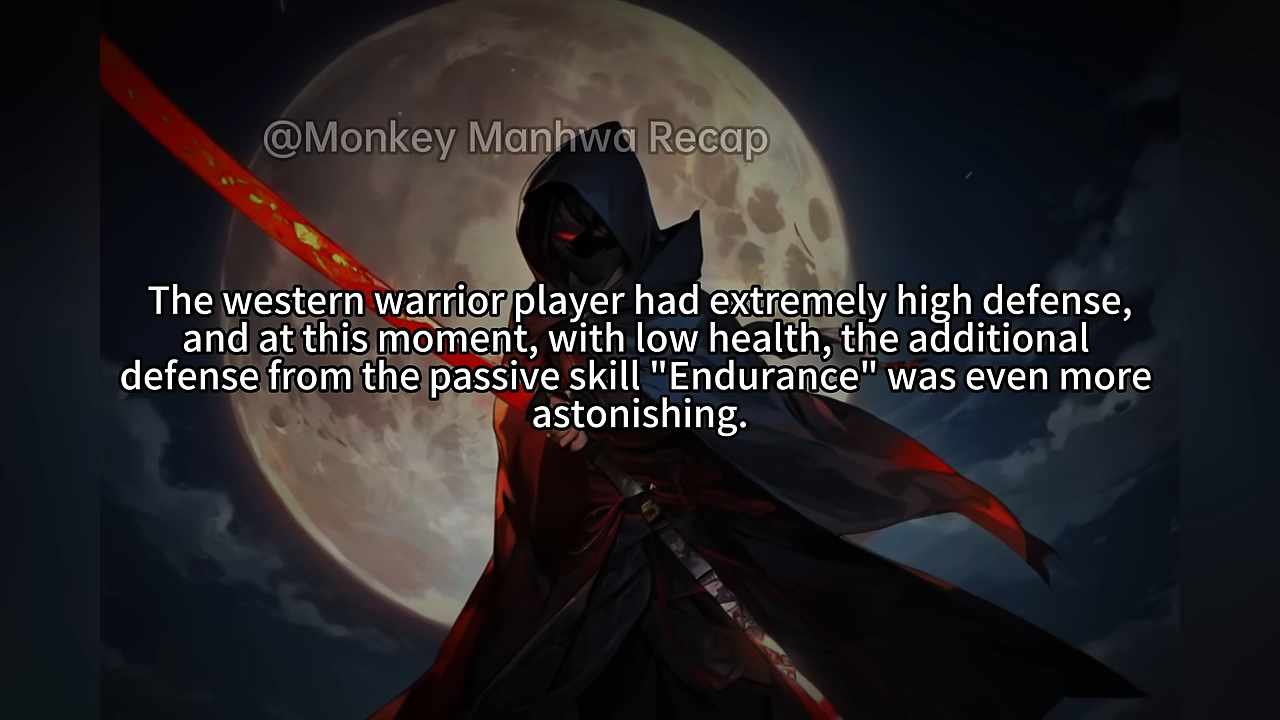 @Monkey Manhwa Recap
The western warrior player had extremely high defense,
and at this moment, with low health, the additional
defense from the passive skill "Endurance" was even more
astonishing.